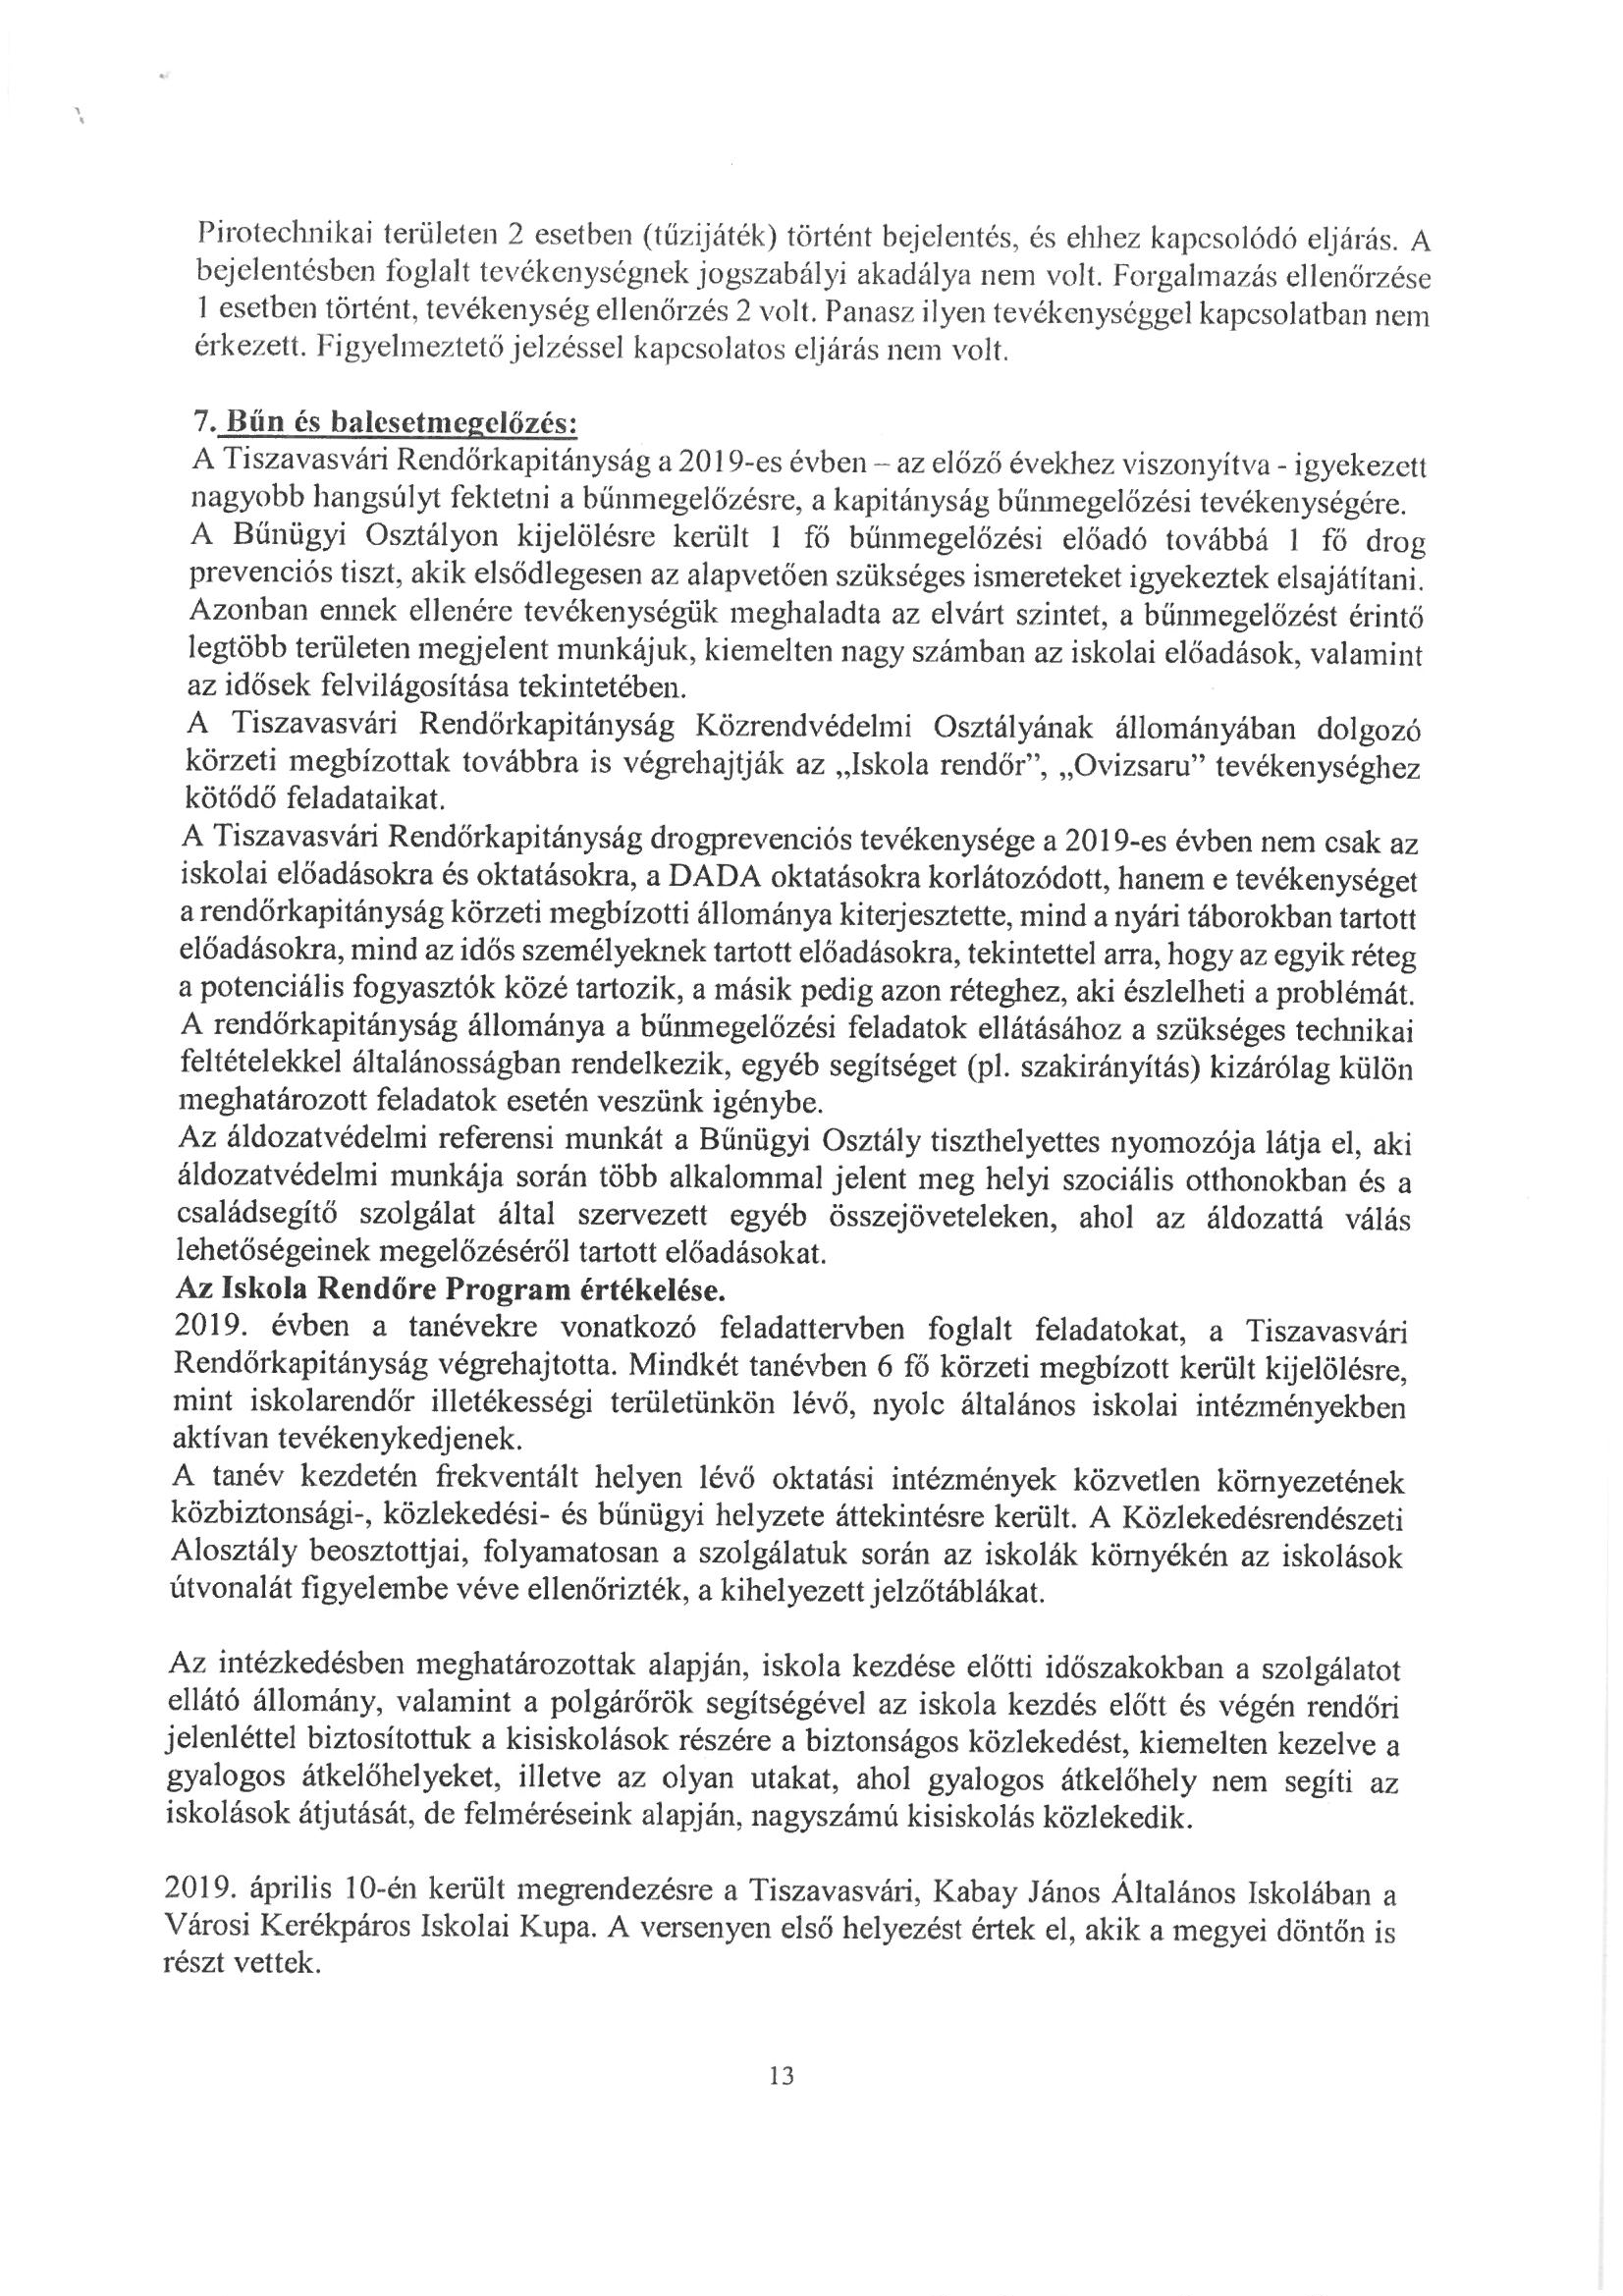 Pirotechnikai területen 2 esetben (tűzijáték) történt bejelentés, és ehhez kapcsolódó eljárás. A
bejelentésben foglalt tevékenységnek jogszabályi akadálya nem volt. Forgalmazás ellenőrzése
1 esetben történt, tevékenység ellenőrzés 2 volt. Panasz ilyen tevékenységgel kapcsolatban nem
érkezett. Figyelmeztető jelzéssel kapcsolatos eljárás nem volt.
7. Bűn és balesetmegelőzés:
A Tiszavasvári Rendőrkapitányság a 2019-es évben – az előző évekhez viszonyítva - igyekezett
nagyobb hangsúlyt fektetni a bűnmegelőzésre, a kapitányság bűnmegelőzési tevékenységére.
A Bűnügyi Osztályon kijelölésre került 1 fő bűnmegelőzési előadó továbbá 1 fő drog
prevenciós tiszt, akik elsődlegesen az alapvetően szükséges ismereteket igyekeztek elsajátítani.
Azonban ennek ellenére tevékenységük meghaladta az elvárt szintet, a bűnmegelőzést érintő
legtöbb területen megjelent munkájuk, kiemelten nagy számban az iskolai előadások, valamint
az idősek felvilágosítása tekintetében.
A Tiszavasvári Rendőrkapitányság Közrendvédelmi Osztályának állományában dolgozó
körzeti megbízottak továbbra is végrehajtják az „Iskola rendőr”, „Ovizsaru” tevékenységhez
kötődő feladataikat.
A Tiszavasvári Rendőrkapitányság drogprevenciós tevékenysége a 2019-es évben nem csak az
iskolai előadásokra és oktatásokra, a DADA oktatásokra korlátozódott, hanem e tevékenységet
a rendőrkapitányság körzeti megbízotti állománya kiterjesztette, mind a nyári táborokban tartott
előadásokra, mind az idős személyeknek tartott előadásokra, tekintettel arra, hogy az egyik réteg
a potenciális fogyasztók közé tartozik, a másik pedig azon réteghez, aki észlelheti a problémát.
A rendőrkapitányság állománya a bűnmegelőzési feladatok ellátásához a szükséges technikai
feltételekkel általánosságban rendelkezik, egyéb segítséget (pl. szakirányítás) kizárólag külön
meghatározott feladatok esetén veszünk igénybe.
Az áldozatvédelmi referensi munkát a Bűnügyi Osztály tiszthelyettes nyomozója látja el, aki
áldozatvédelmi munkája során több alkalommal jelent meg helyi szociális otthonokban és a
családsegítő szolgálat által szervezett egyéb összejöveteleken, ahol az áldozattá válás
lehetőségeinek megelőzéséről tartott előadásokat.
Az Iskola Rendőre Program értékelése.
2019. évben a tanévekre vonatkozó feladattervben foglalt feladatokat, a Tiszavasvári
Rendőrkapitányság végrehajtotta. Mindkét tanévben 6 fő körzeti megbízott került kijelölésre,
mint iskolarendőr illetékességi területünkön lévő, nyolc általános iskolai intézményekben
aktívan tevékenykedjenek.
A tanév kezdetén frekventált helyen lévő oktatási intézmények közvetlen környezetének
közbiztonsági-, közlekedési- és bűnügyi helyzete áttekintésre került. A Közlekedésrendészeti
Alosztály beosztottjai, folyamatosan a szolgálatuk során az iskolák környékén az iskolások
útvonalát figyelembe véve ellenőrizték, a kihelyezett jelzőtáblákat.
Az intézkedésben meghatározottak alapján, iskola kezdése előtti időszakokban a szolgálatot
ellátó állomány, valamint a polgárőrök segítségével az iskola kezdés előtt és végén rendőri
jelenléttel biztosítottuk a kisiskolások részére a biztonságos közlekedést, kiemelten kezelve a
gyalogos átkelőhelyeket, illetve az olyan utakat, ahol gyalogos átkelőhely nem segíti az
iskolások átjutását, de felméréseink alapján, nagyszámú kisiskolás közlekedik.
2019. április 10-én került megrendezésre a Tiszavasvári, Kabay János Általános Iskolában a
Városi Kerékpáros Iskolai Kupa. A versenyen első helyezést értek el, akik a megyei döntőn is
részt vettek.
13